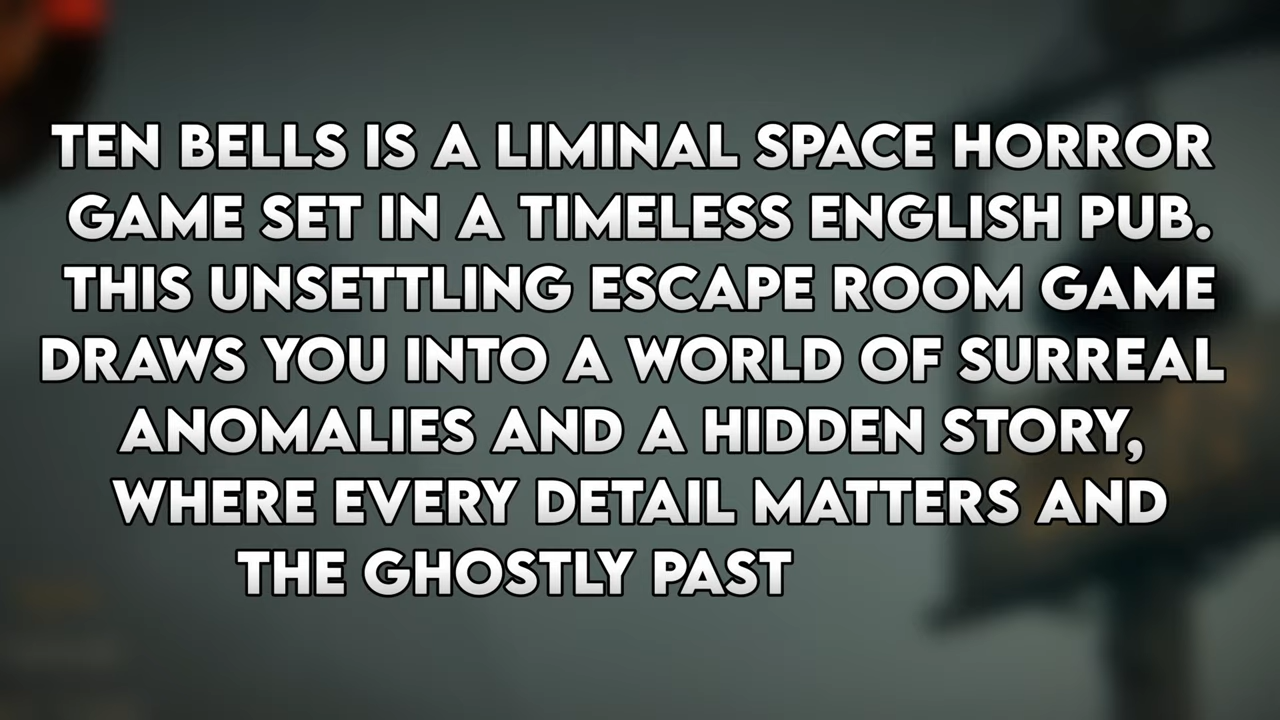 TEN BELLS IS A LIMINAL SPACE HORROR
GAME SET IN A TIMELESS ENGLISH PUB.
THIS UNSETTLING ESCAPE ROOM GAME
DRAWS YOU INTO A WORLD OF SURREAL
ANOMALIES AND A HIDDEN STORY,
WHERE EVERY DETAIL MATTERS AND
THE GHOSTLY PAST